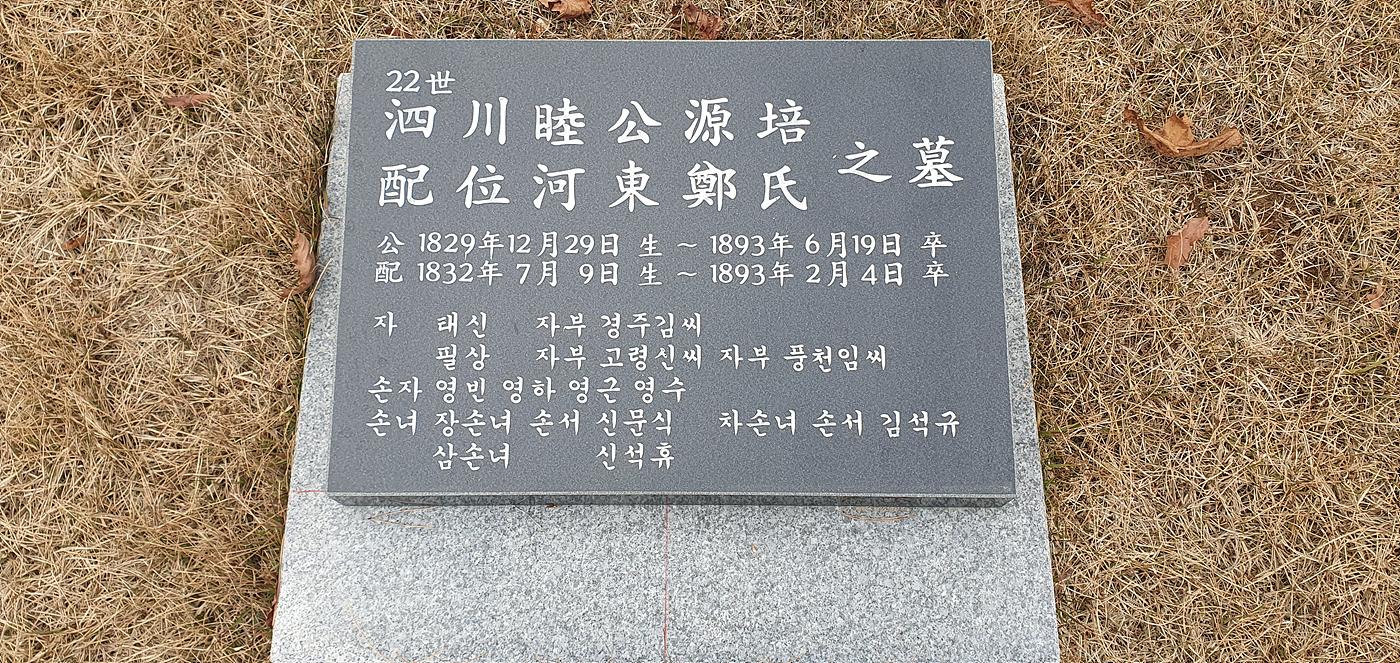 22世
泗川睦公源培
配位河東鄭氏 之墓
公 1829年12月29日 生 ~ 1893年 6月19日 卒
配 1832年 7月 9日 生 ~ 1893年 2月 4日 卒
자 태신 자부 경주김씨
필상 자부 고령신씨 자부 풍천임씨
손자 영빈 영하 영근 영수
손녀 장손녀 손서 신문식 차손녀 손서 김석규
삼손녀 신석휴